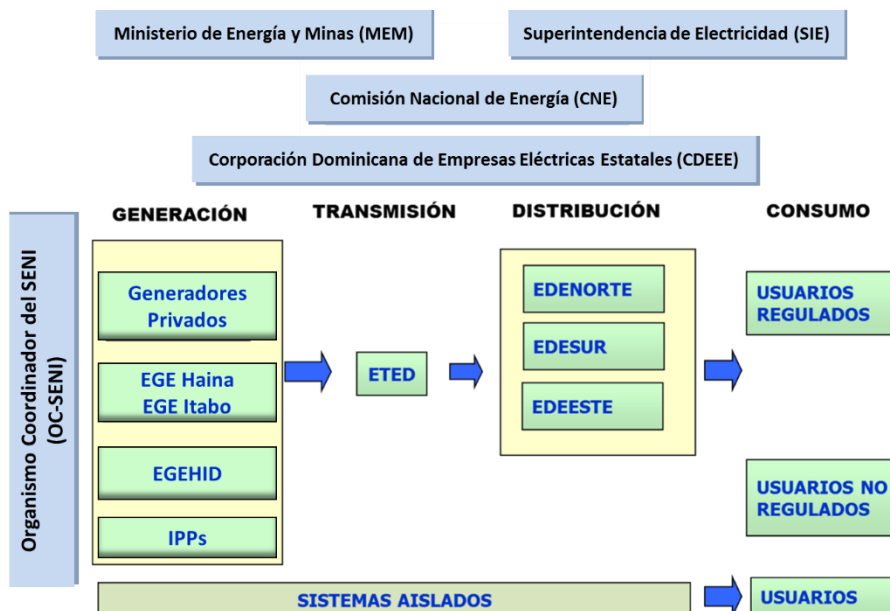 Ministerio de Energía y Minas (MEM)
Superintendencia de Electricidad (SIE)
Comisión Nacional de Energía (CNE)
Corporación Dominicana de Empresas Eléctricas Estatales (CDEEE)
Organismo Coordinador del SENI
(OC-SENI)
GENERACIÓN
TRANSMISIÓN
DISTRIBUCIÓN
CONSUMO
Generadores
Privados
EGE Haina
EGE Itabo
EGEHID
IPPs
ETED
EDENORTE
EDESUR
EDEESTE
USUARIOS
REGULADOS
USUARIOS NO
REGULADOS
SISTEMAS AISLADOS
USUARIOS